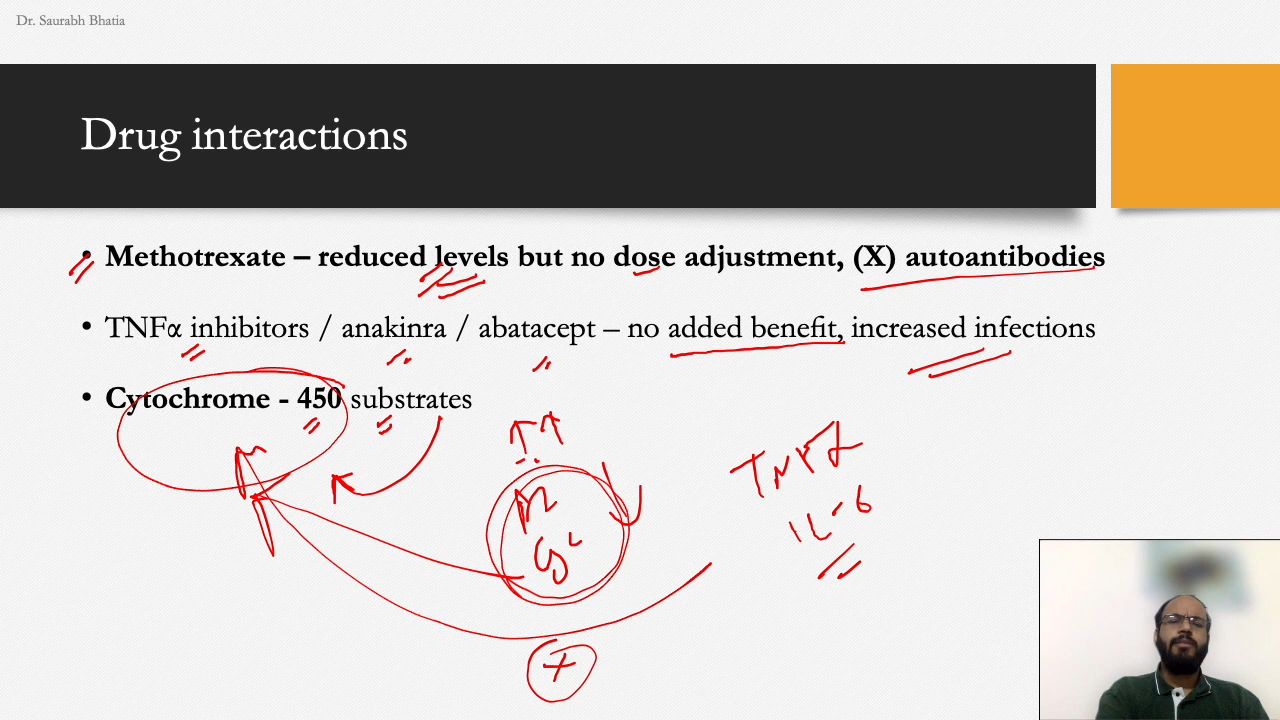 Dr. Saurabh Bhatia
Drug interactions
• Methotrexate – reduced levels but no dose adjustment, (X) autoantibodies
• TNFα inhibitors / anakinra / abatacept – no added benefit, increased infections
• Cytochrome - 450 substrates
TNFα
IL-6